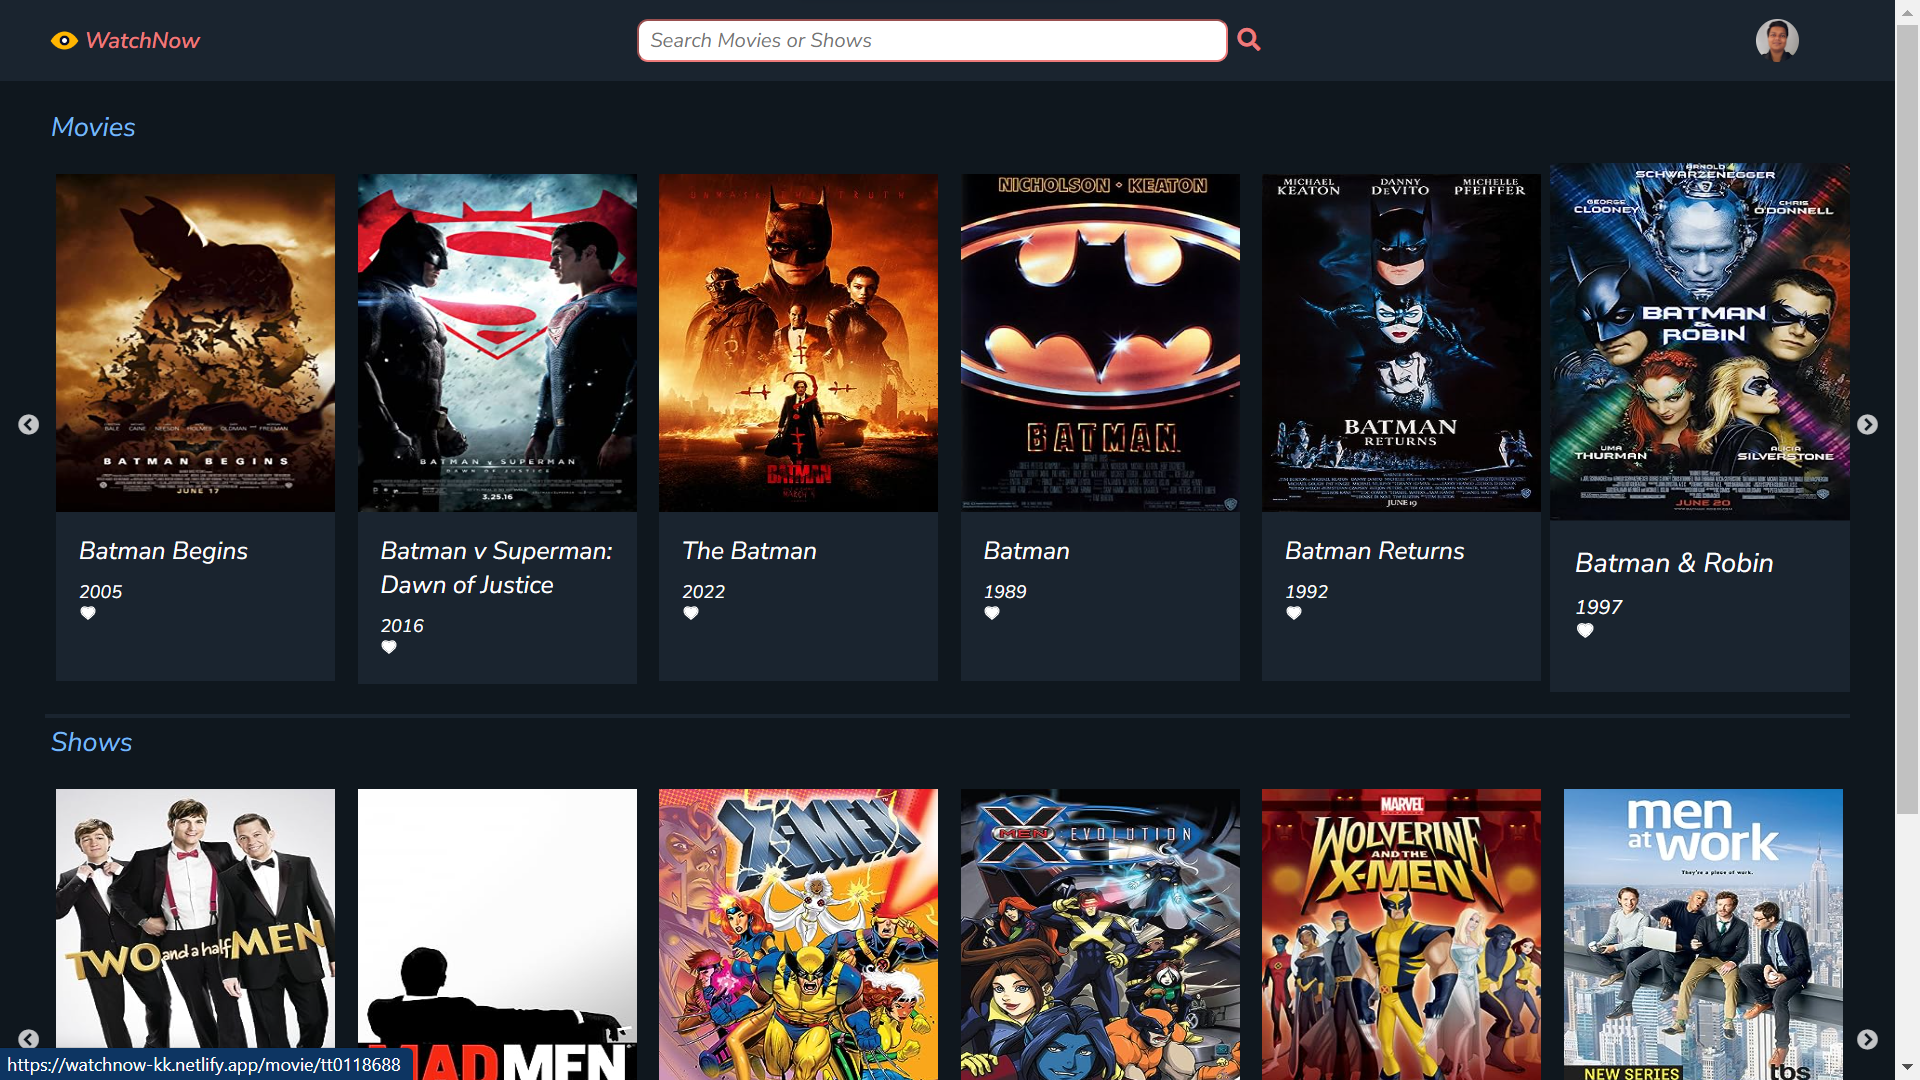 WatchNow
Search Movies or Shows
Movies
BATMAN BEGINS
JUNE 17
BATMAN v SUPERMAN
DAWN OF JUSTICE
3.25.16
UNMASK THE TRUTH
THE
BATMAN
MARCH 4
NICHOLSON • KEATON
BATMAN
MICHAEL KEATON
DANNY DeVITO
MICHELLE PFEIFFER
BATMAN
RETURNS
JUNE 19
ARNOLD
SCHWARZENEGGER
GEORGE
CLOONEY
CHRIS
O'DONNELL
BATMAN
&
ROBIN
UMA
THURMAN
ALICIA
SILVERSTONE
JUNE 20
Batman Begins
2005
Batman v Superman:
Dawn of Justice
2016
The Batman
2022
Batman
1989
Batman Returns
1992
Batman & Robin
1997
Shows
TWO and a half MEN
MAD MEN
X-MEN
X MEN EVOLUTION
MARVEL
WOLVERINE
AND THE
X-MEN
men
at work
They're a piece of work.
NEW SERIES
tbs
https://watchnow-kk.netlify.app/movie/tt0118688